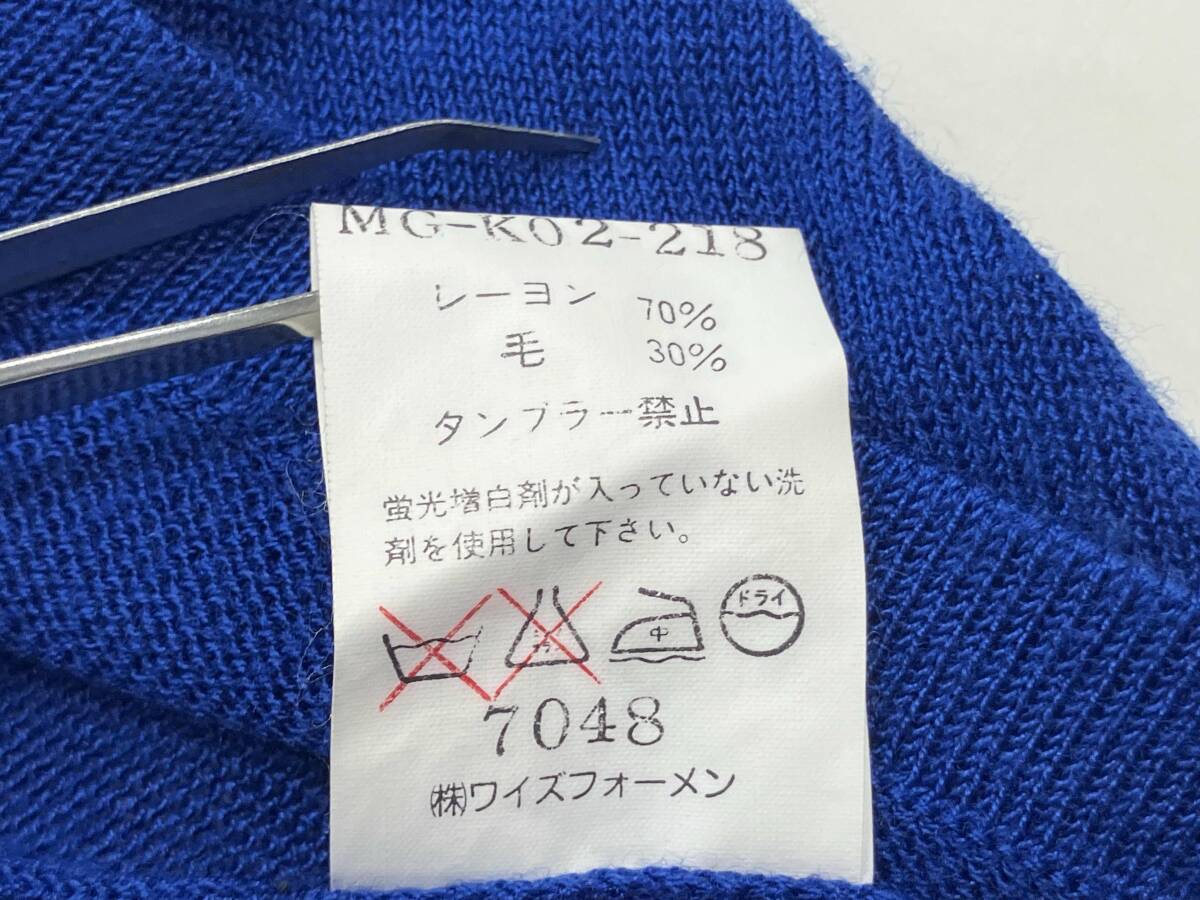 MG-K02-218
レーヨン 70%
毛 30%
タンブラー禁止
蛍光増白剤が入っていない洗
剤を使用して下さい。
中 ドライ
7048
㈱ワイズフォーメン